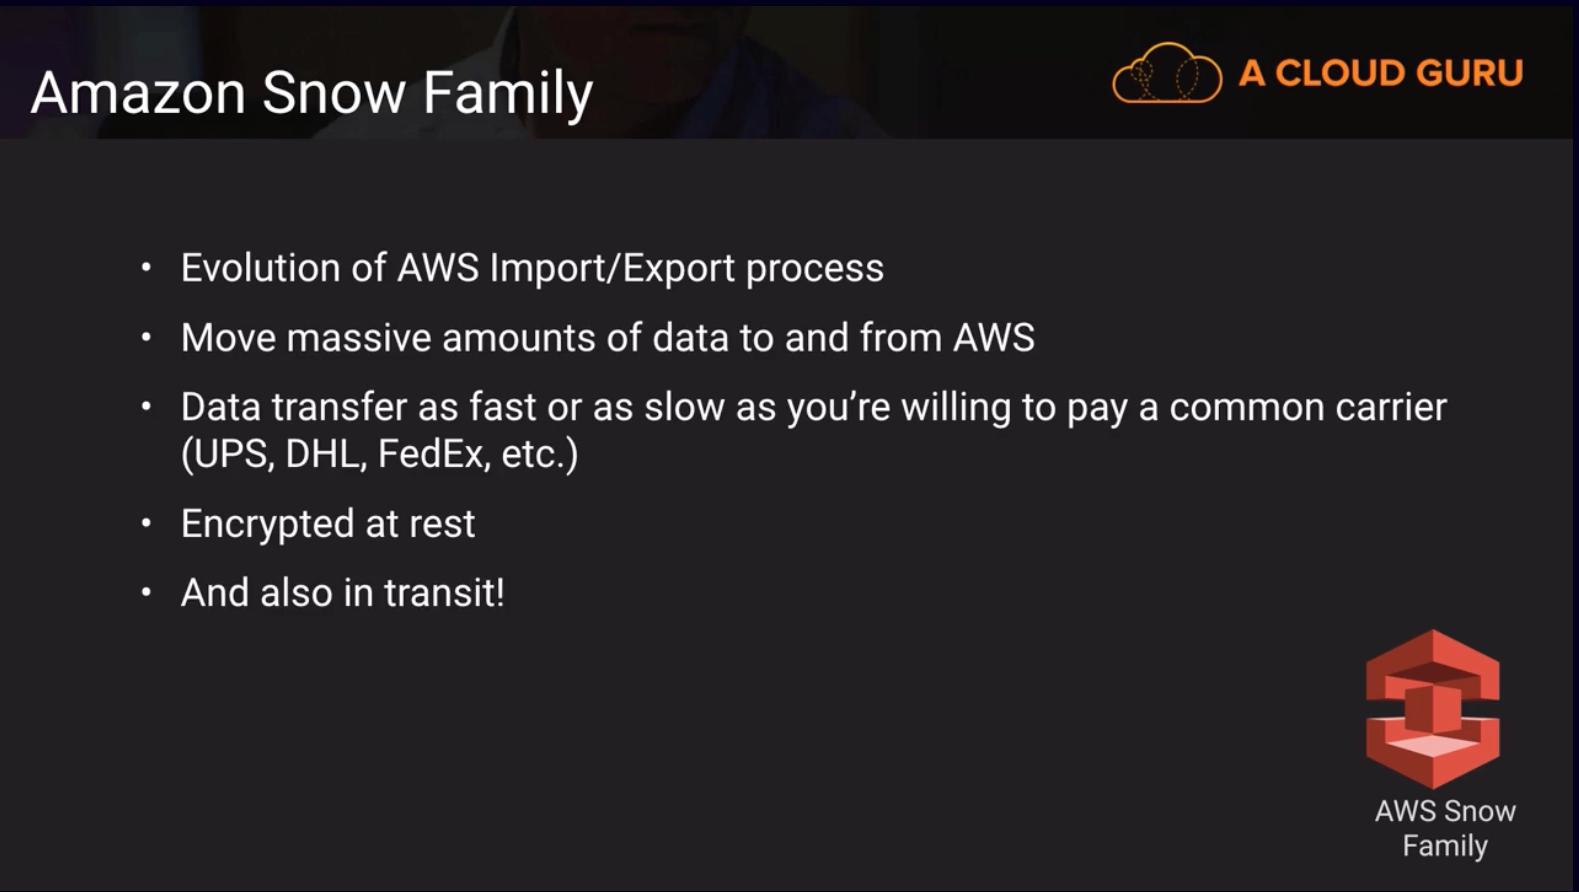 Amazon Snow Family
A CLOUD GURU
• Evolution of AWS Import/Export process
• Move massive amounts of data to and from AWS
• Data transfer as fast or as slow as you’re willing to pay a common carrier
(UPS, DHL, FedEx, etc.)
• Encrypted at rest
• And also in transit!
AWS Snow
Family